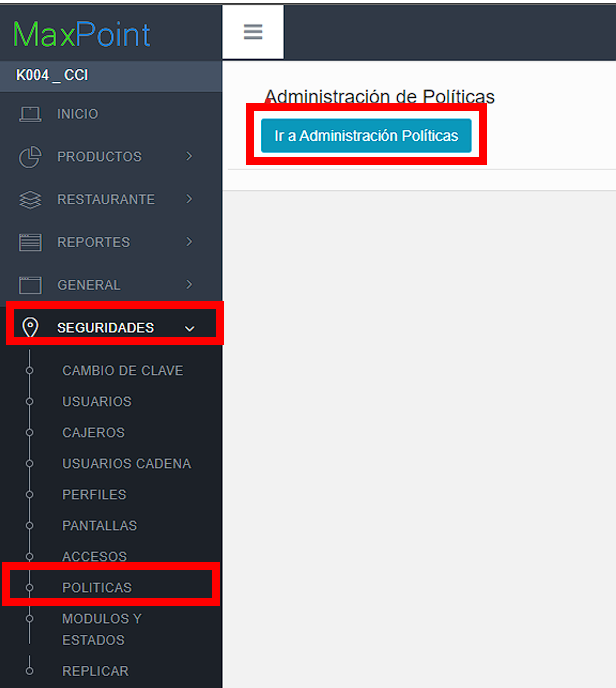 MaxPoint
K004 _ CCI
INICIO
PRODUCTOS
RESTAURANTE
REPORTES
GENERAL
SEGURIDADES
CAMBIO DE CLAVE
USUARIOS
CAJEROS
USUARIOS CADENA
PERFILES
PANTALLAS
ACCESOS
POLITICAS
MODULOS Y
ESTADOS
REPLICAR
Administración de Políticas
Ir a Administración Políticas